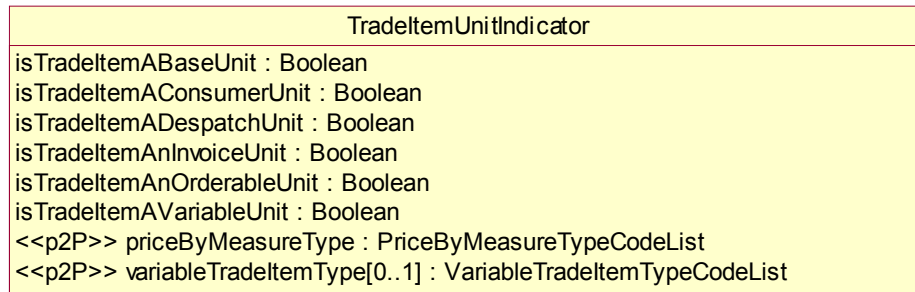 TradeItemUnitIndicator
isTradeItemABaseUnit : Boolean
isTradeItemAConsumerUnit : Boolean
isTradeItemADespatchUnit : Boolean
isTradeItemAnInvoiceUnit : Boolean
isTradeItemAnOrderableUnit : Boolean
isTradeItemAVariableUnit : Boolean
<<p2P>> priceByMeasureType : PriceByMeasureTypeCodeList
<<p2P>> variableTradeItemType[0..1] : VariableTradeItemTypeCodeList